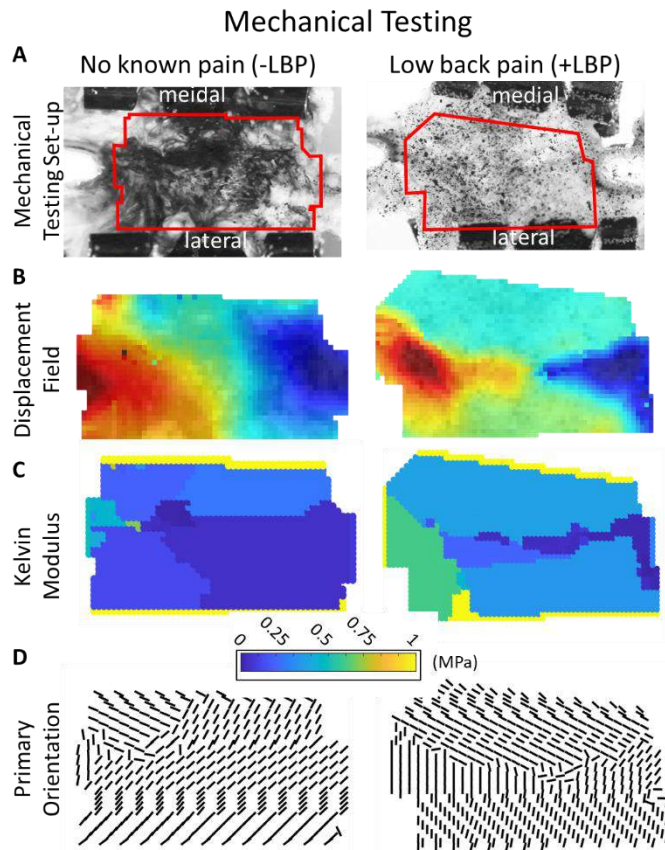 Mechanical Testing
A
No known pain (-LBP)
Low back pain (+LBP)
Mechanical
Testing Set-up
meidal
medial
lateral
lateral
B
Displacement
Field
C
Kelvin
Modulus
0
0.25
0.5
0.75
1
(MPa)
D
Primary
Orientation